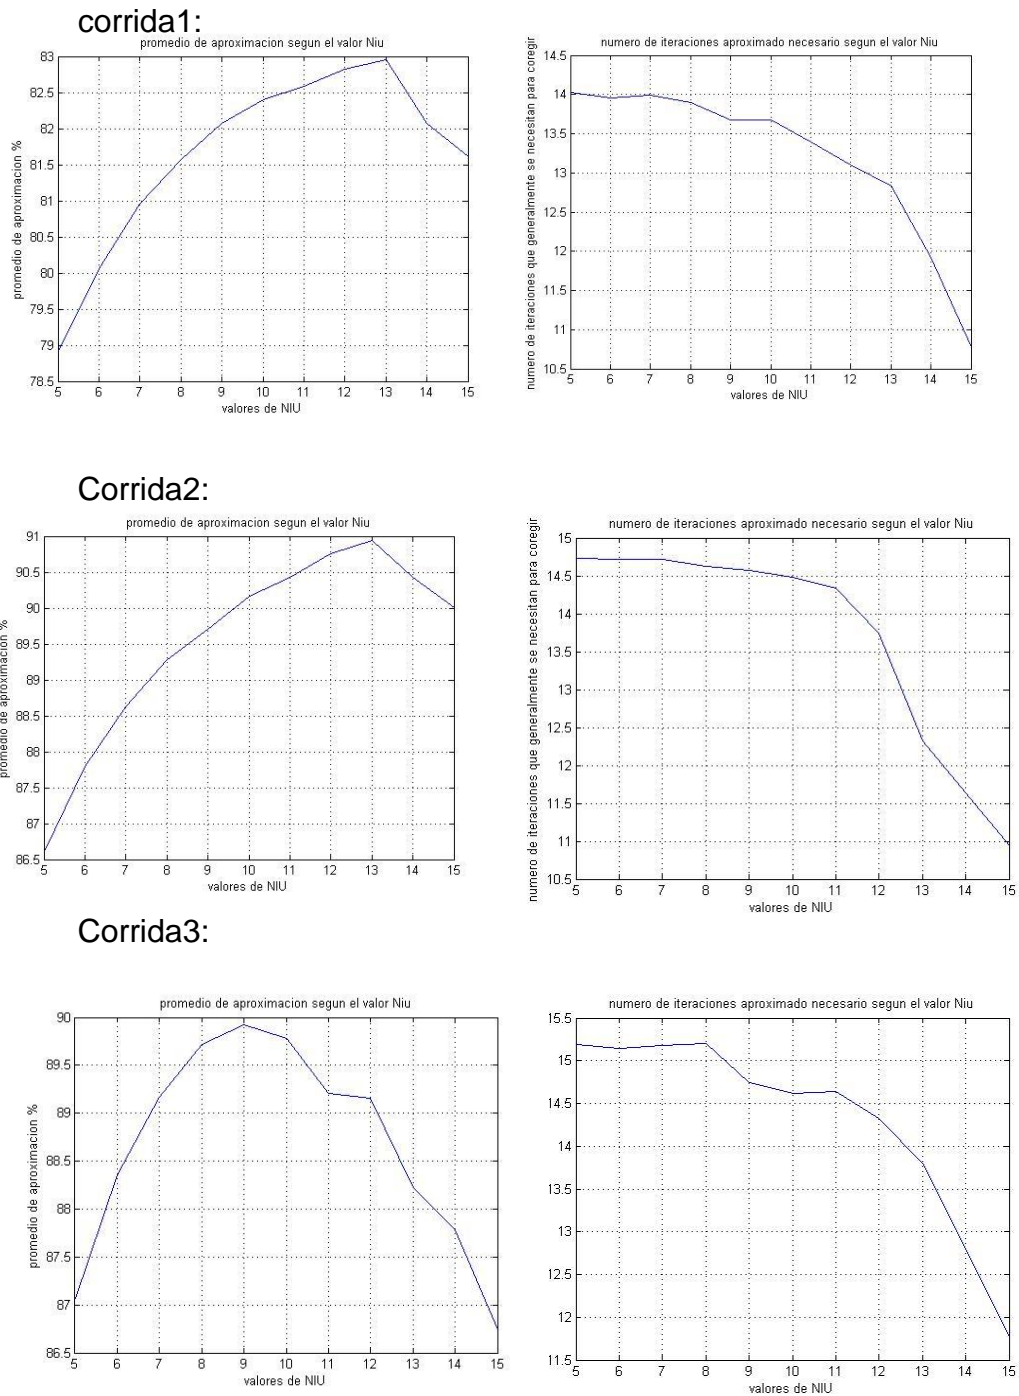 corrida1:
promedio de aproximacion segun el valor Niu
promedio de aproximacion %
83
82.5
82
81.5
81
80.5
80
79.5
79
78.5
5 6 7 8 9 10 11 12 13 14 15
valores de NIU
numero de iteraciones aproximado necesario segun el valor Niu
numero de iteraciones que generalmente se necesitan para coregir
14.5
14
13.5
13
12.5
12
11.5
11
10.5
5 6 7 8 9 10 11 12 13 14 15
valores de NIU
Corrida2:
promedio de aproximacion segun el valor Niu
promedio de aproximacion %
91
90.5
90
89.5
89
88.5
88
87.5
87
86.5
5 6 7 8 9 10 11 12 13 14 15
valores de NIU
numero de iteraciones aproximado necesario segun el valor Niu
numero de iteraciones que generalmente se necesitan para coregir
15
14.5
14
13.5
13
12.5
12
11.5
11
10.5
5 6 7 8 9 10 11 12 13 14 15
valores de NIU
Corrida3:
promedio de aproximacion segun el valor Niu
promedio de aproximacion %
90
89.5
89
88.5
88
87.5
87
86.5
5 6 7 8 9 10 11 12 13 14 15
valores de NIU
numero de iteraciones aproximado necesario segun el valor Niu
15.5
15
14.5
14
13.5
13
12.5
12
11.5
5 6 7 8 9 10 11 12 13 14 15
valores de NIU